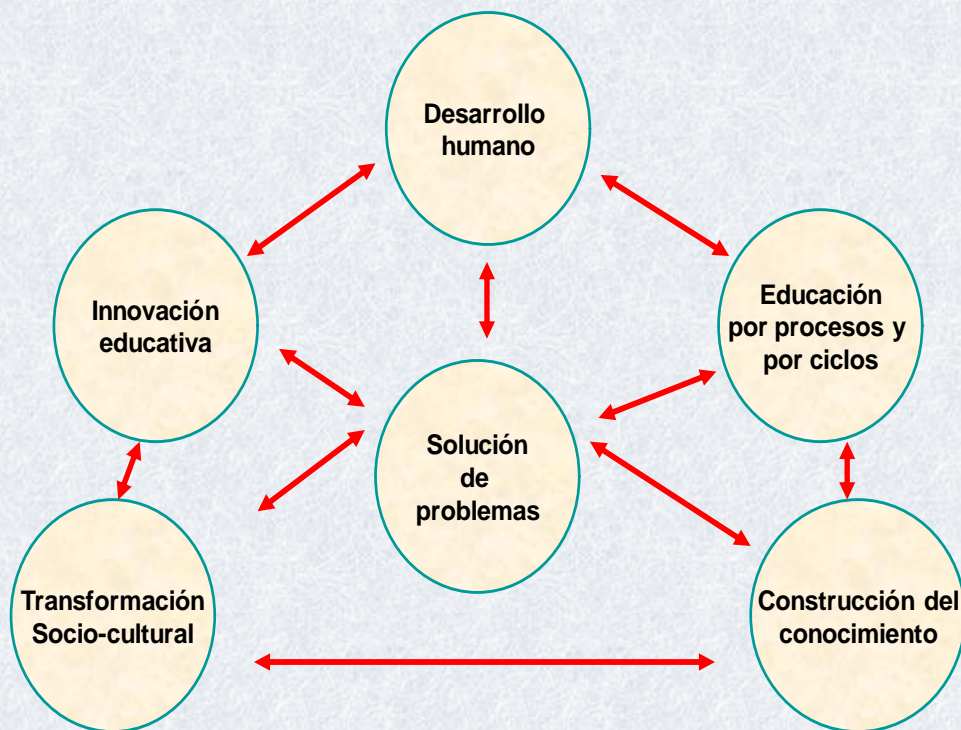 Desarrollo
humano
Innovación
educativa
Educación
por procesos y
por ciclos
Solución
de
problemas
Transformación
Socio-cultural
Construcción del
conocimiento